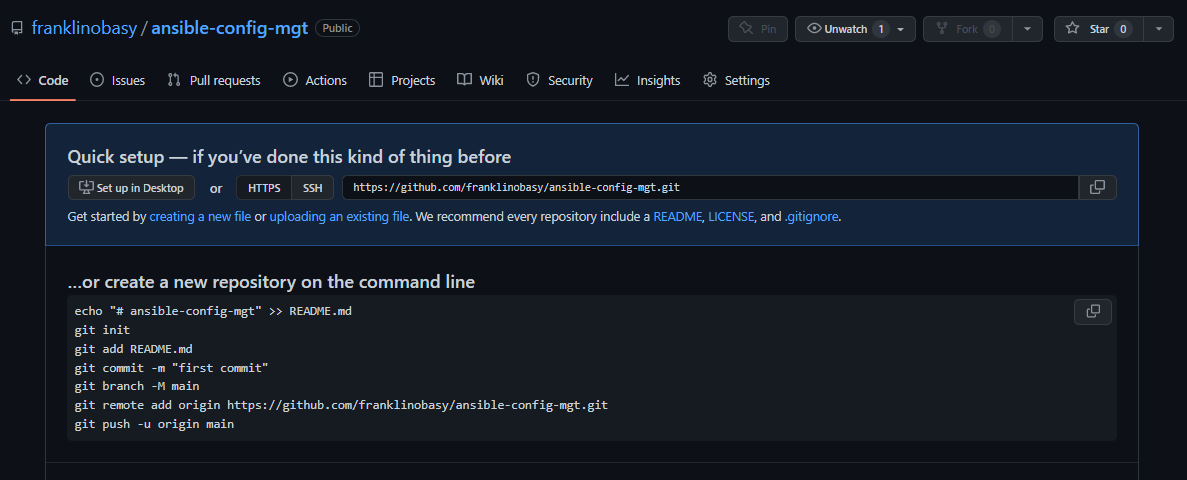 franklinobasy / ansible-config-mgt Public Pin Unwatch 1 Fork 0 Star 0
Code Issues Pull requests Actions Projects Wiki Security Insights Settings
Quick setup — if you’ve done this kind of thing before
Set up in Desktop or HTTPS SSH https://github.com/franklinobasy/ansible-config-mgt.git
Get started by creating a new file or uploading an existing file. We recommend every repository include a README, LICENSE, and .gitignore.
…or create a new repository on the command line
echo "# ansible-config-mgt" >> README.md
git init
git add README.md
git commit -m "first commit"
git branch -M main
git remote add origin https://github.com/franklinobasy/ansible-config-mgt.git
git push -u origin main